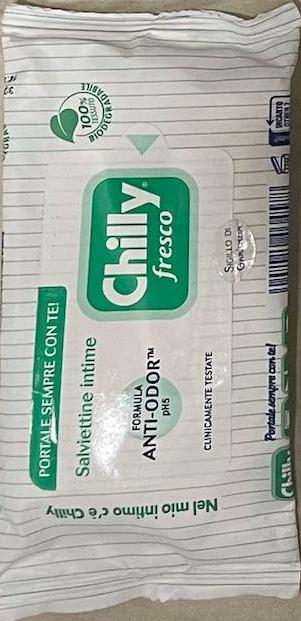 100%
TESSUTO
BIODEGRADABILE
Chilly®
fresco
SIGILLO DI
PORTALE SEMPRE CON TE!
Salviettine intime
FORMULA
ANTI-ODOR™
pH5
CLINICAMENTE TESTATE
Nel mio intimo c'è Chilly
Portale sempre con te!
Chilly